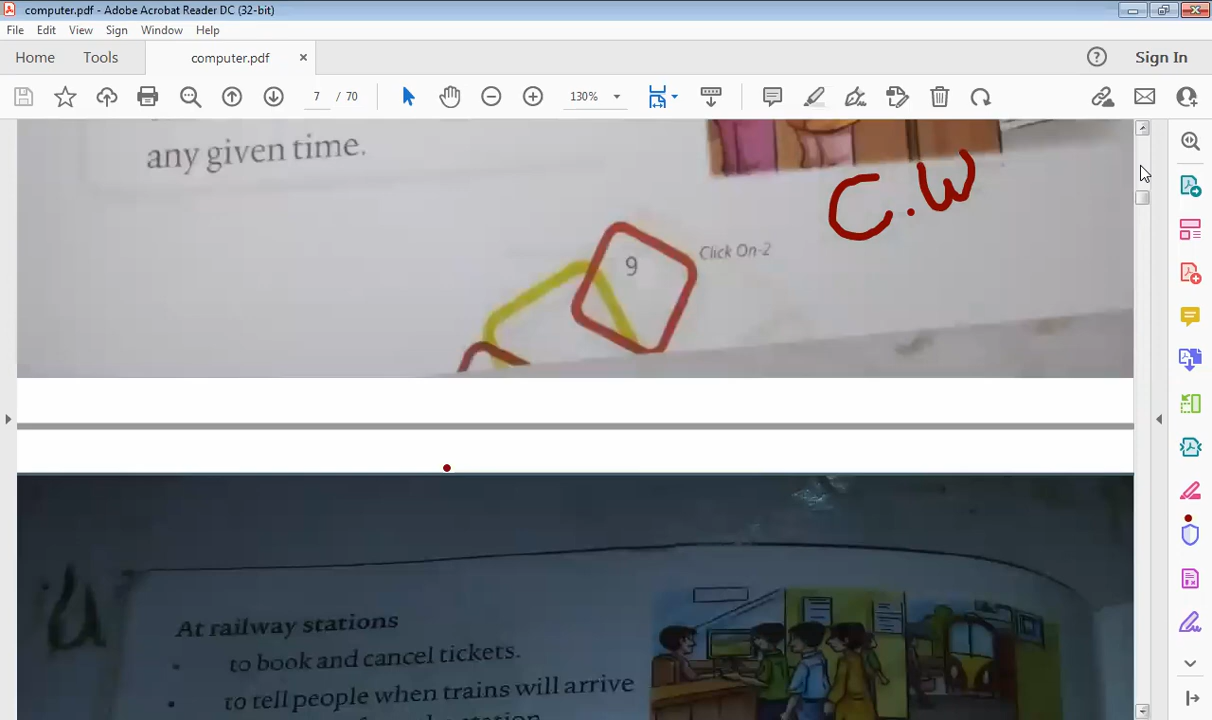 computer.pdf - Adobe Acrobat Reader DC (32-bit)
File Edit View Sign Window Help
Home Tools computer.pdf Sign In
7 / 70 130%
any given time.
C.W
9 Click On-2
At railway stations
• to book and cancel tickets.
• to tell people when trains will arrive